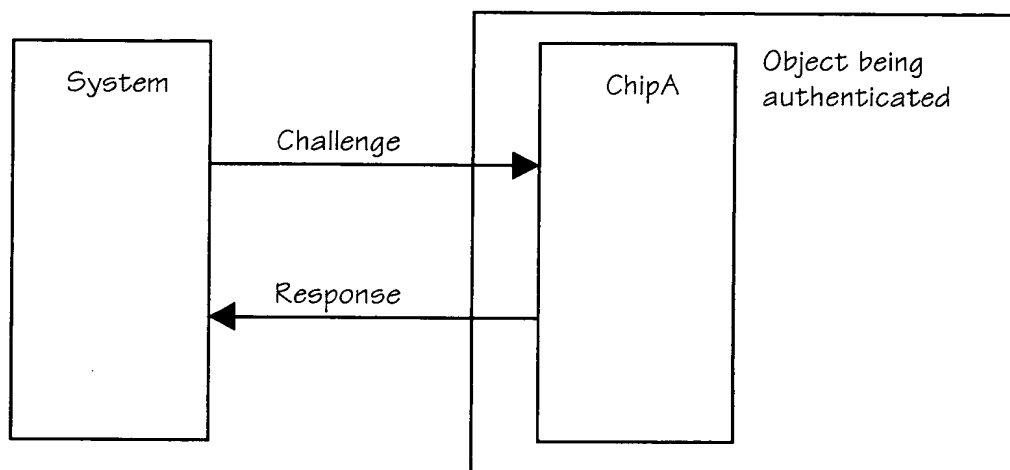 System
ChipA
Object being
authenticated
Challenge
Response